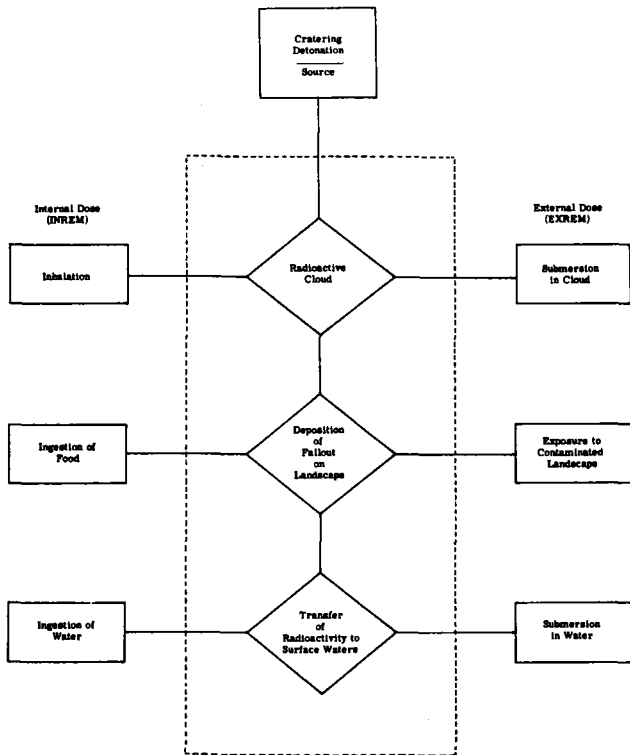 Cratering
Detonation
Source
Internal Dose
(INREM)
External Dose
(EXREM)
Inhalation
Radioactive
Cloud
Submersion
in Cloud
Ingestion of
Food
Deposition
of
Fallout
on
Landscape
Exposure to
Contaminated
Landscape
Ingestion of
Water
Transfer
of
Radioactivity to
Surface Waters
Submersion
in Water